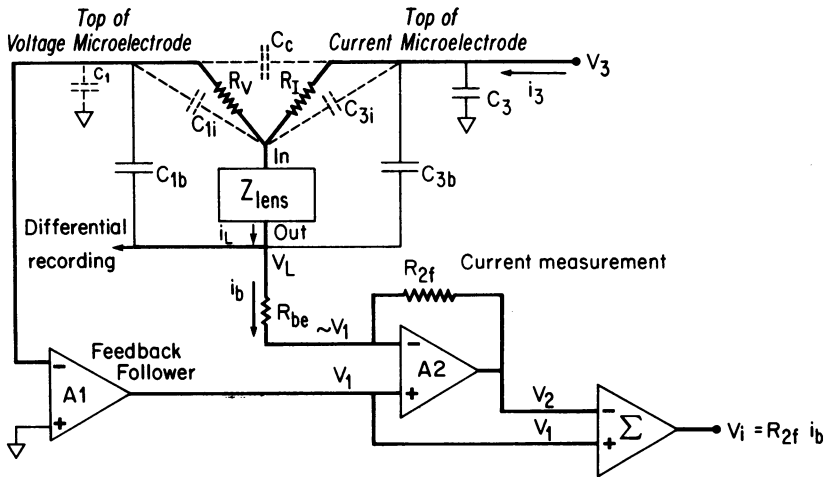 Top of
Voltage Microelectrode
Top of
Current Microelectrode
C_c
C_1
R_V
R_I
V_3
i_3
C_3
C_1i
C_3i
In
C_1b
Z_lens
C_3b
Differential
recording
i_L
Out
V_L
R_2f
Current measurement
i_b
R_be
~V_1
Feedback
Follower
A1
-
+
V_1
A2
-
+
V_2
V_1
-
+
Σ
V_i = R_2f i_b